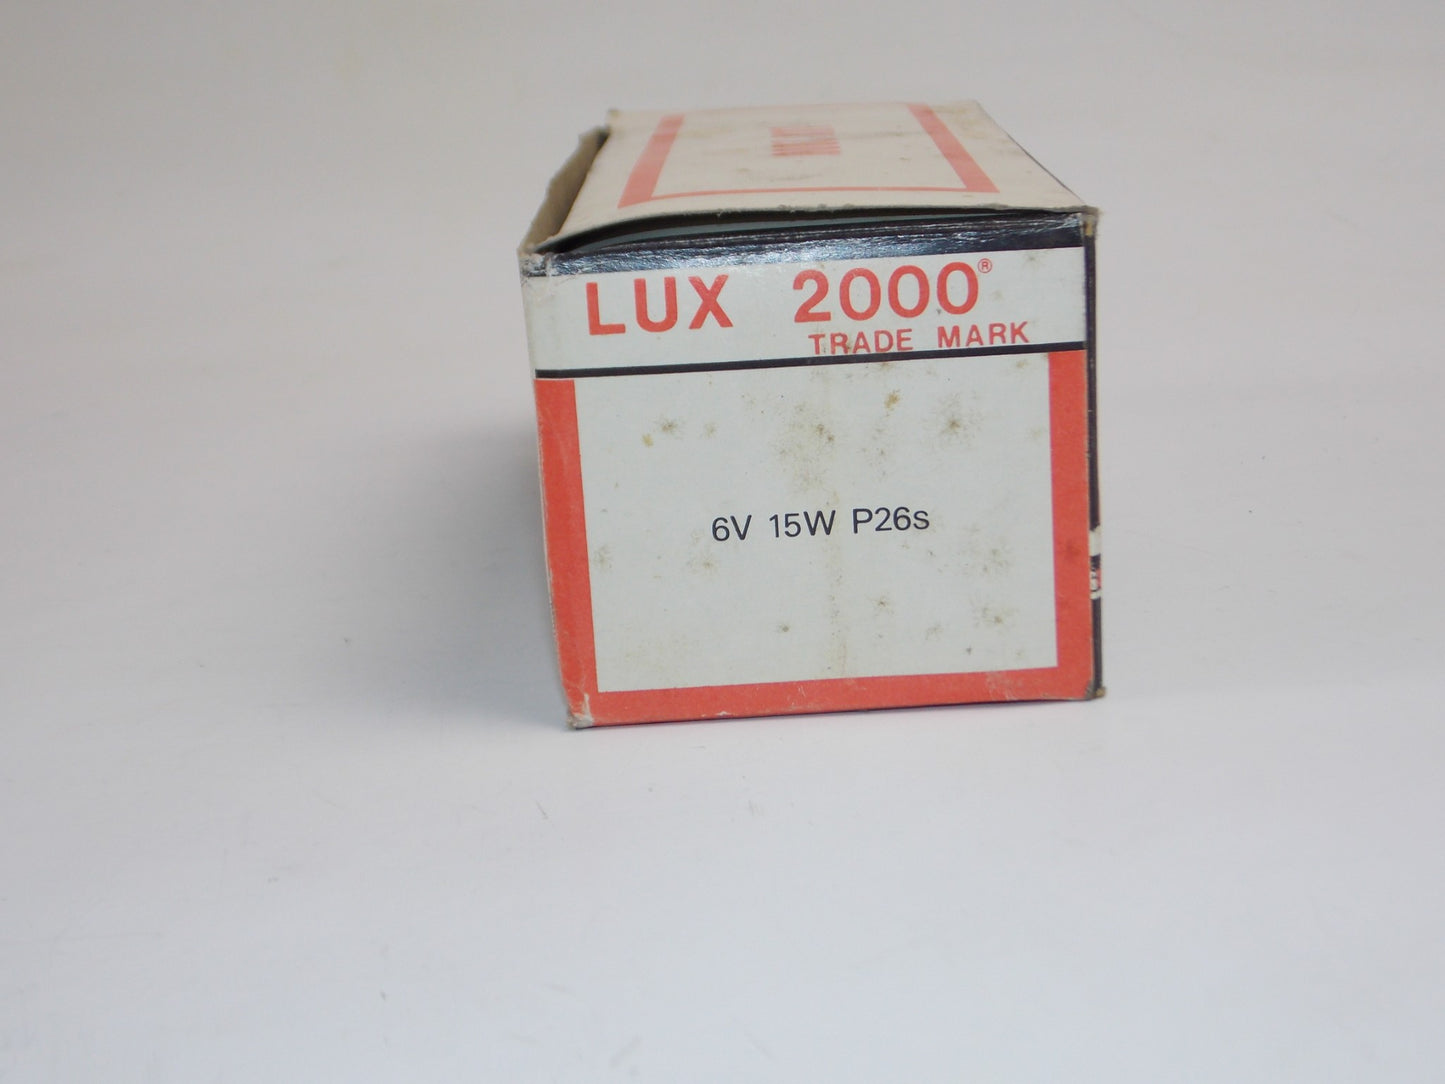 LUX 2000®
TRADE MARK
6V 15W P26s